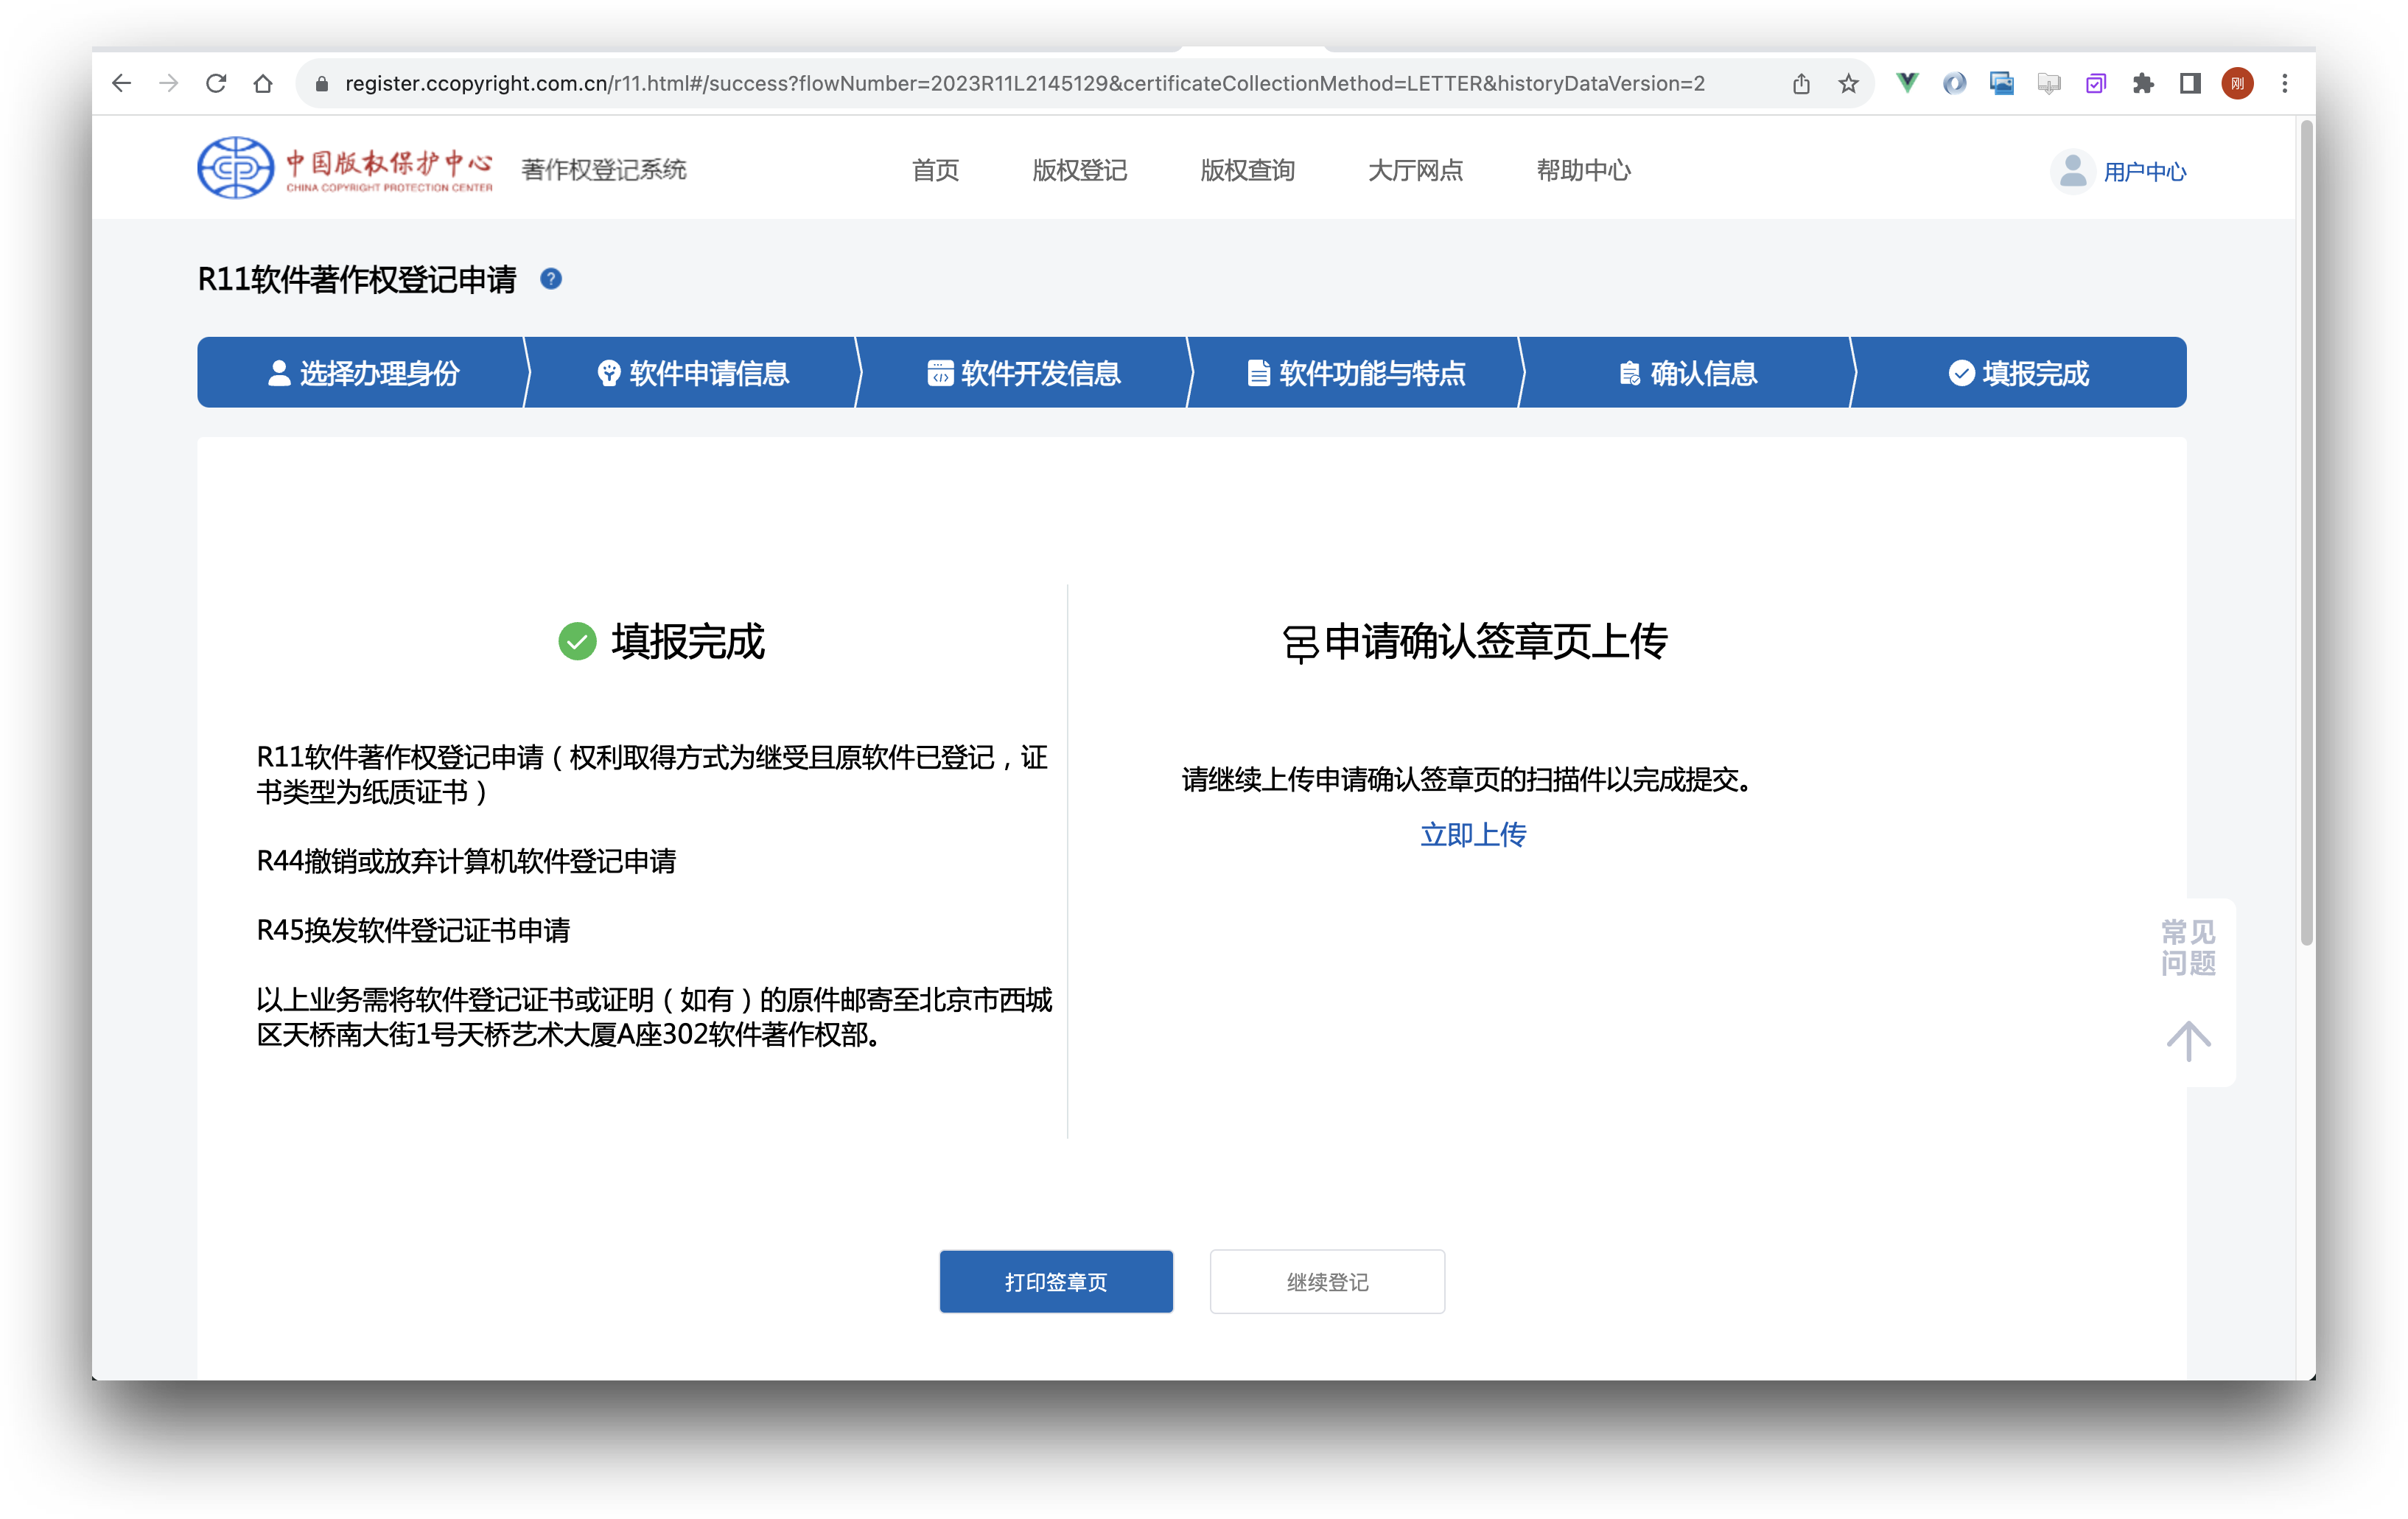 register.ccopyright.com.cn/r11.html#/success?flowNumber=2023R11L2145129&certificateCollectionMethod=LETTER&historyDataVersion=2
刚
中国版权保护中心
CHINA COPYRIGHT PROTECTION CENTER
著作权登记系统
首页
版权登记
版权查询
大厅网点
帮助中心
用户中心
R11软件著作权登记申请 ?
选择办理身份
软件申请信息
软件开发信息
软件功能与特点
确认信息
填报完成
填报完成
R11软件著作权登记申请（权利取得方式为继受且原软件已登记，证
书类型为纸质证书）
R44撤销或放弃计算机软件登记申请
R45换发软件登记证书申请
以上业务需将软件登记证书或证明（如有）的原件邮寄至北京市西城
区天桥南大街1号天桥艺术大厦A座302软件著作权部。
申请确认签章页上传
请继续上传申请确认签章页的扫描件以完成提交。
立即上传
常见
问题
打印签章页
继续登记